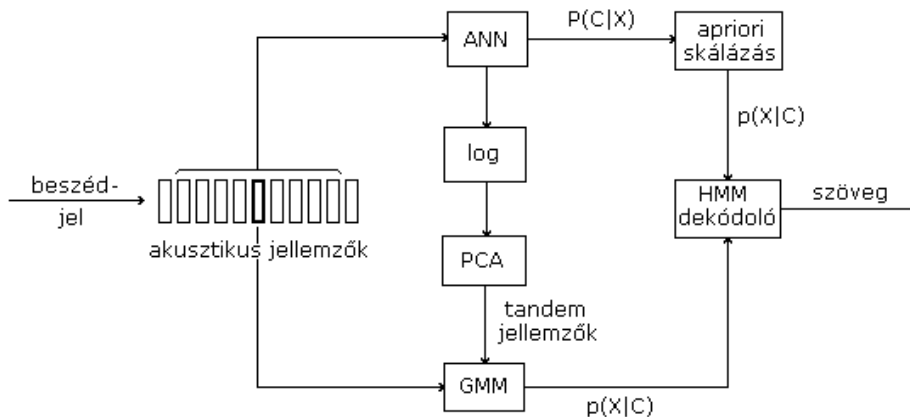 P(C|X)
ANN
apriori
skálázás
p(X|C)
log
beszéd-
jel
HMM
dekódoló
szöveg
akusztikus jellemzők
PCA
tandem
jellemzők
GMM
p(X|C)